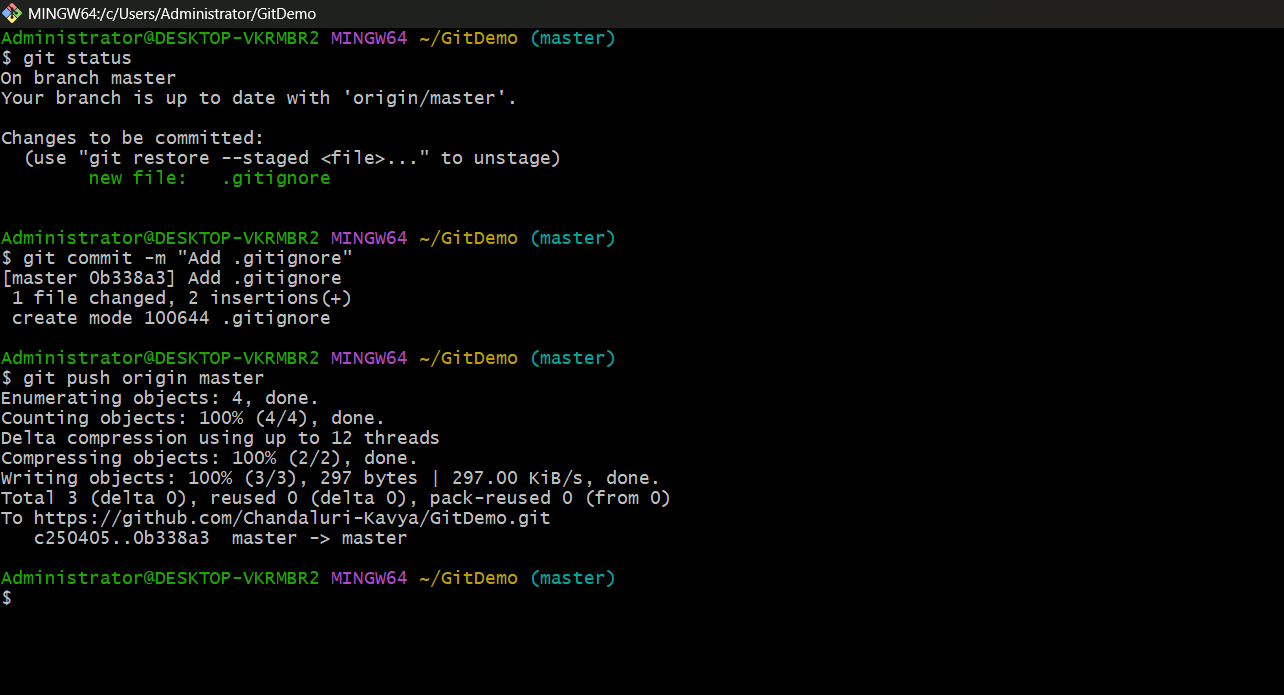 MINGW64:/c/Users/Administrator/GitDemo
Administrator@DESKTOP-VKRMBR2 MINGW64 ~/GitDemo (master)
$ git status
On branch master
Your branch is up to date with 'origin/master'.
Changes to be committed:
  (use "git restore --staged <file>..." to unstage)
        new file:   .gitignore
Administrator@DESKTOP-VKRMBR2 MINGW64 ~/GitDemo (master)
$ git commit -m "Add .gitignore"
[master 0b338a3] Add .gitignore
 1 file changed, 2 insertions(+)
 create mode 100644 .gitignore
Administrator@DESKTOP-VKRMBR2 MINGW64 ~/GitDemo (master)
$ git push origin master
Enumerating objects: 4, done.
Counting objects: 100% (4/4), done.
Delta compression using up to 12 threads
Compressing objects: 100% (2/2), done.
Writing objects: 100% (3/3), 297 bytes | 297.00 KiB/s, done.
Total 3 (delta 0), reused 0 (delta 0), pack-reused 0 (from 0)
To https://github.com/Chandaluri-Kavya/GitDemo.git
   c250405..0b338a3  master -> master
Administrator@DESKTOP-VKRMBR2 MINGW64 ~/GitDemo (master)
$